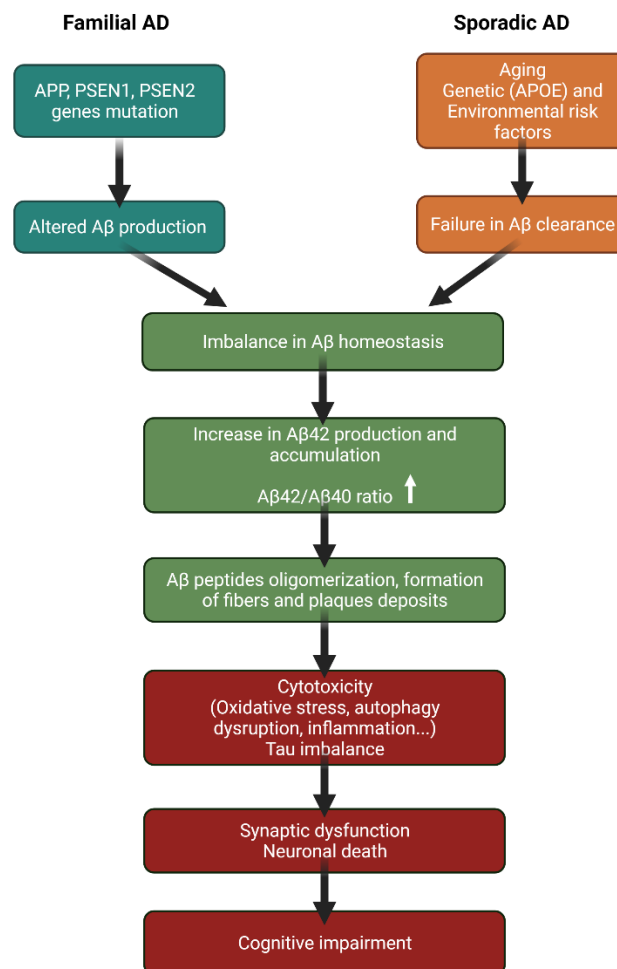 Familial AD
Sporadic AD
APP, PSEN1, PSEN2
genes mutation
Aging
Genetic (APOE) and
Environmental risk
factors
Altered Aβ production
Failure in Aβ clearance
Imbalance in Aβ homeostasis
Increase in Aβ42 production and
accumulation
Aβ42/Aβ40 ratio
Aβ peptides oligomerization, formation
of fibers and plaques deposits
Cytotoxicity
(Oxidative stress, autophagy
dysruption, inflammation...)
Tau imbalance
Synaptic dysfunction
Neuronal death
Cognitive impairment